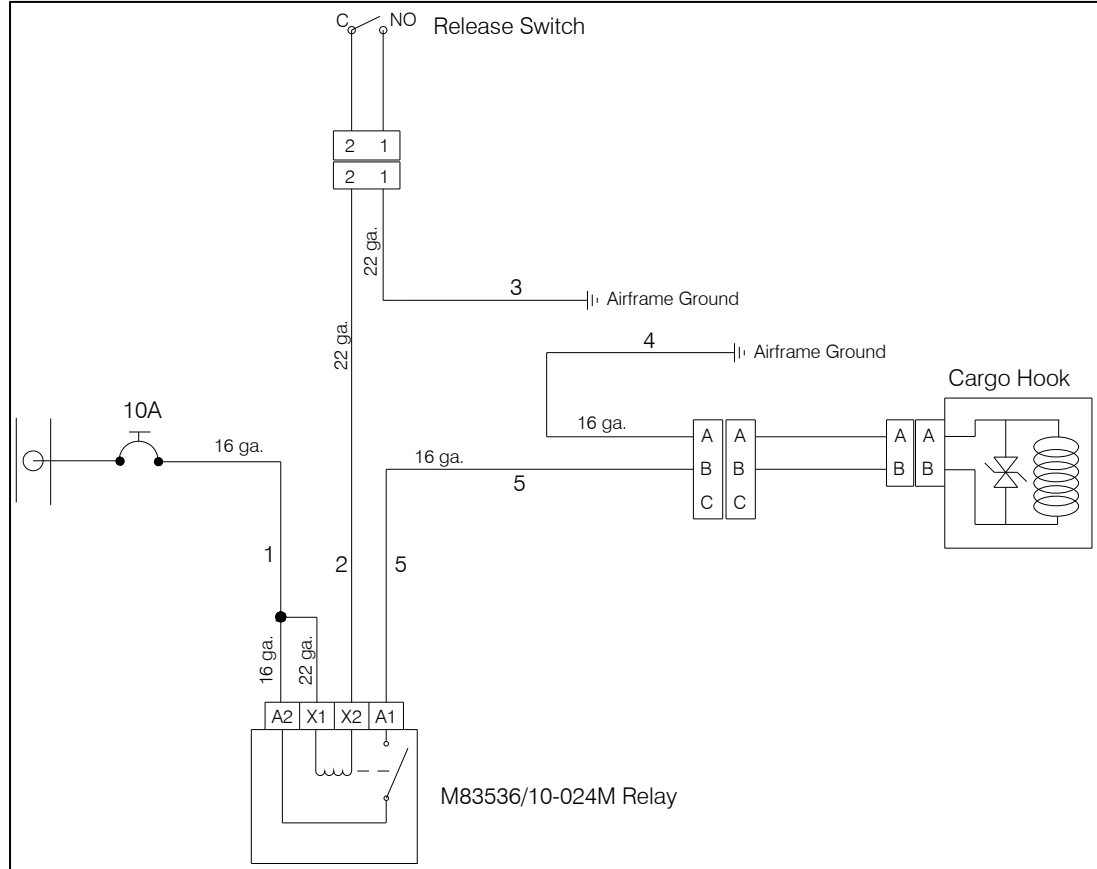 C NO Release Switch
2 1
2 1
22 ga.
3 Airframe Ground
22 ga.
4 Airframe Ground
Cargo Hook
10A
16 ga.
16 ga.
A A A A
16 ga.
B B B B
5
C C
1 2 5
16 ga. 22 ga.
A2 X1 X2 A1
M83536/10-024M Relay